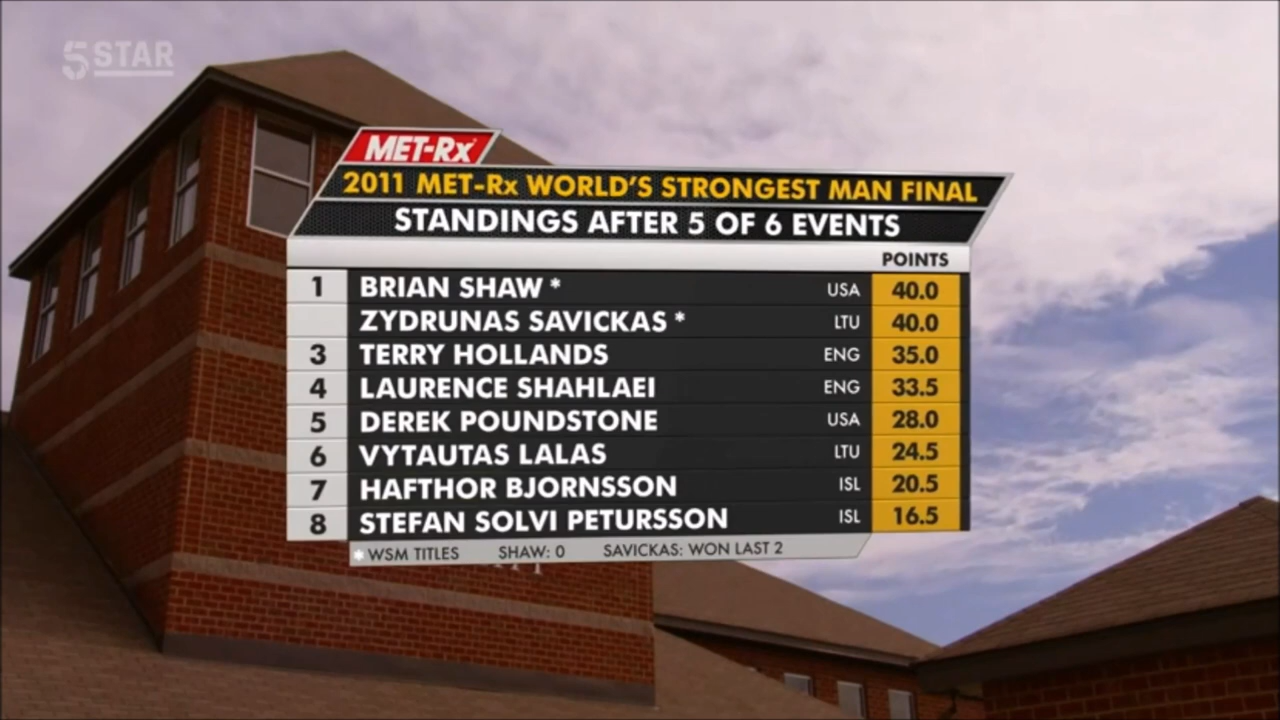 5 STAR
MET-Rx
2011 MET-Rx WORLD'S STRONGEST MAN FINAL
STANDINGS AFTER 5 OF 6 EVENTS
POINTS
1 BRIAN SHAW * USA 40.0
ZYDRUNAS SAVICKAS * LTU 40.0
3 TERRY HOLLANDS ENG 35.0
4 LAURENCE SHAHLAEI ENG 33.5
5 DEREK POUNDSTONE USA 28.0
6 VYTAUTAS LALAS LTU 24.5
7 HAFTHOR BJORNSSON ISL 20.5
8 STEFAN SOLVI PETURSSON ISL 16.5
* WSM TITLES SHAW: 0 SAVICKAS: WON LAST 2